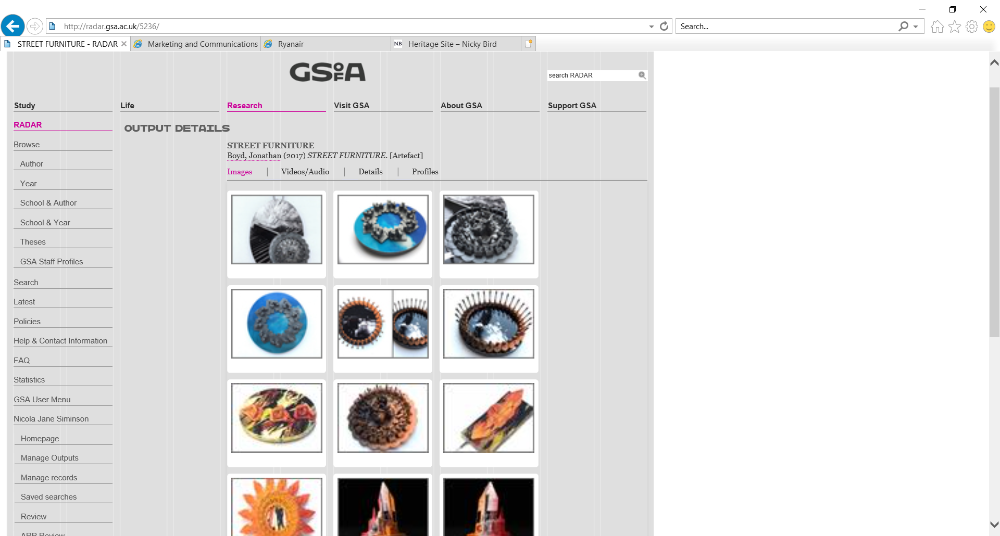 http://radar.gsa.ac.uk/5236/
Search...
STREET FURNITURE - RADAR
Marketing and Communications
Ryanair
NB Heritage Site – Nicky Bird
GSOFA
search RADAR
Study
Life
Research
Visit GSA
About GSA
Support GSA
RADAR
OUTPUT DETAILS
Browse
Author
Year
School & Author
School & Year
Theses
GSA Staff Profiles
Search
Latest
Policies
Help & Contact Information
FAQ
Statistics
GSA User Menu
Nicola Jane Siminson
Homepage
Manage Outputs
Manage records
Saved searches
Review
ARR Review
STREET FURNITURE
Boyd, Jonathan (2017) STREET FURNITURE. [Artefact]
Images | Videos/Audio | Details | Profiles